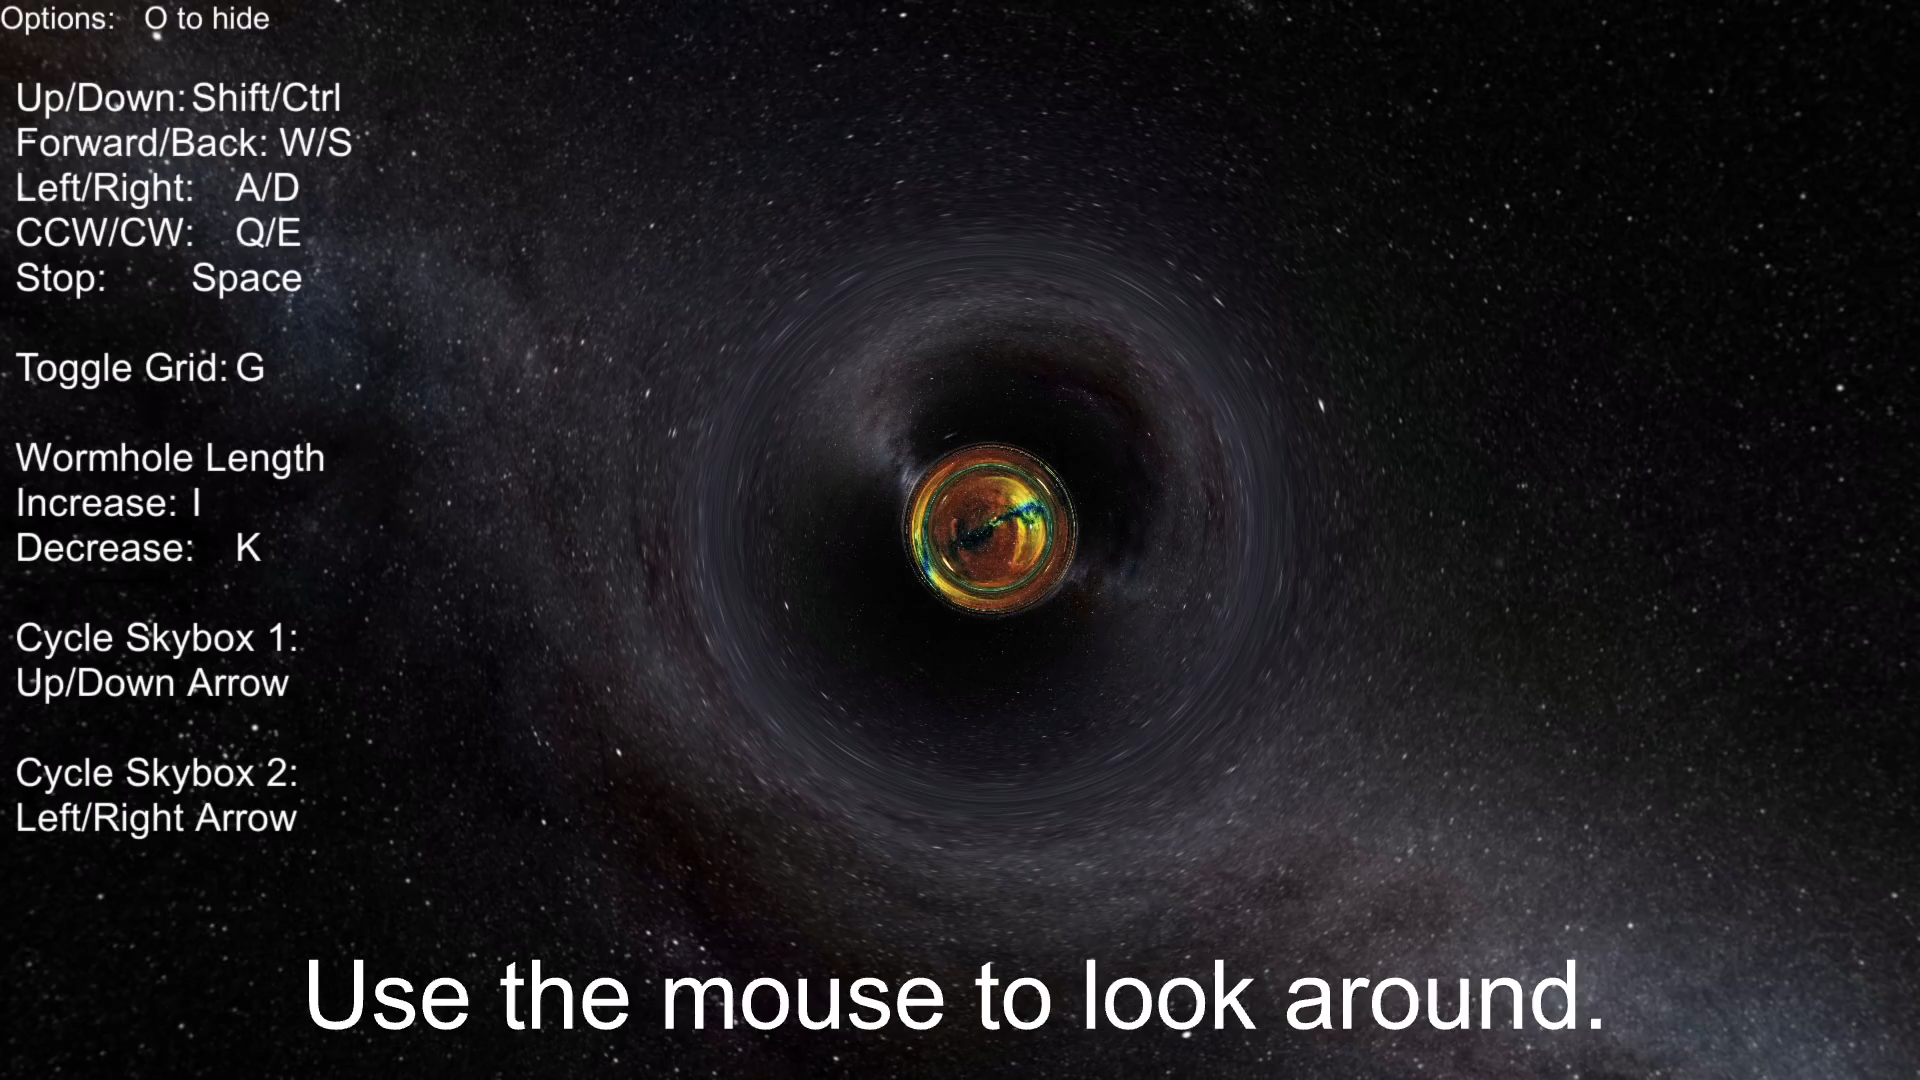 Options: O to hide
Up/Down: Shift/Ctrl
Forward/Back: W/S
Left/Right: A/D
CCW/CW: Q/E
Stop: Space
Toggle Grid: G
Wormhole Length
Increase: I
Decrease: K
Cycle Skybox 1:
Up/Down Arrow
Cycle Skybox 2:
Left/Right Arrow
Use the mouse to look around.